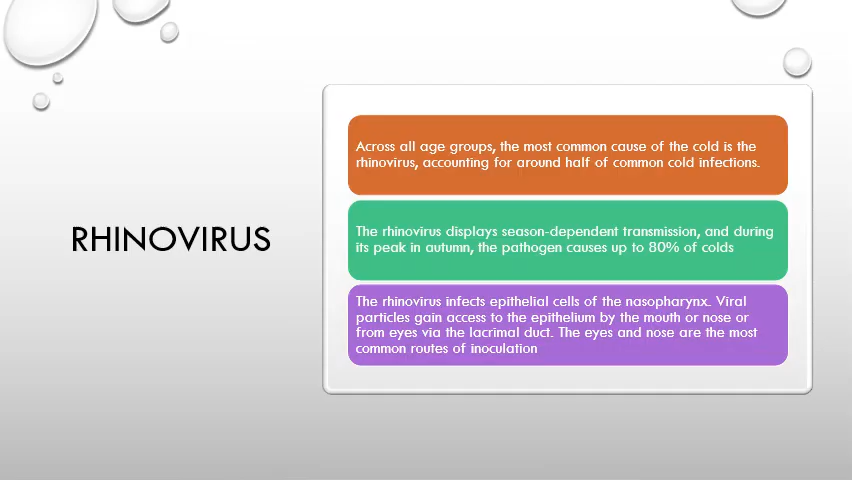 RHINOVIRUS
Across all age groups, the most common cause of the cold is the
rhinovirus, accounting for around half of common cold infections.
The rhinovirus displays season-dependent transmission, and during
its peak in autumn, the pathogen causes up to 80% of colds
The rhinovirus infects epithelial cells of the nasopharynx. Viral
particles gain access to the epithelium by the mouth or nose or
from eyes via the lacrimal duct. The eyes and nose are the most
common routes of inoculation